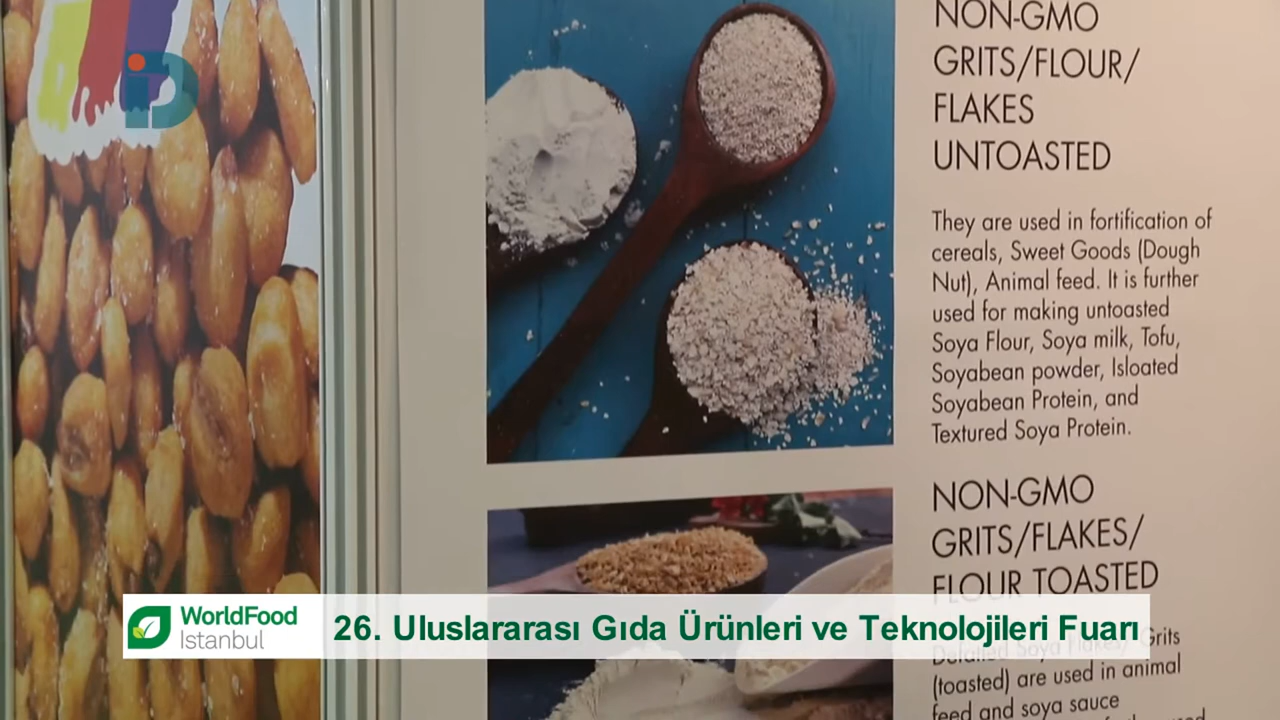 NON-GMO
GRITS/FLOUR/
FLAKES
UNTOASTED
They are used in fortification of
cereals, Sweet Goods (Dough
Nut), Animal feed. It is further
used for making untoasted
Soya Flour, Soya milk, Tofu,
Soyabean powder, Isloated
Soyabean Protein, and
Textured Soya Protein.
NON-GMO
GRITS/FLAKES/
FLOUR TOASTED
Soya Flakes/ Grits
(toasted) are used in animal
feed and soya sauce
WorldFood
Istanbul
26. Uluslararası Gıda Ürünleri ve Teknolojileri Fuarı